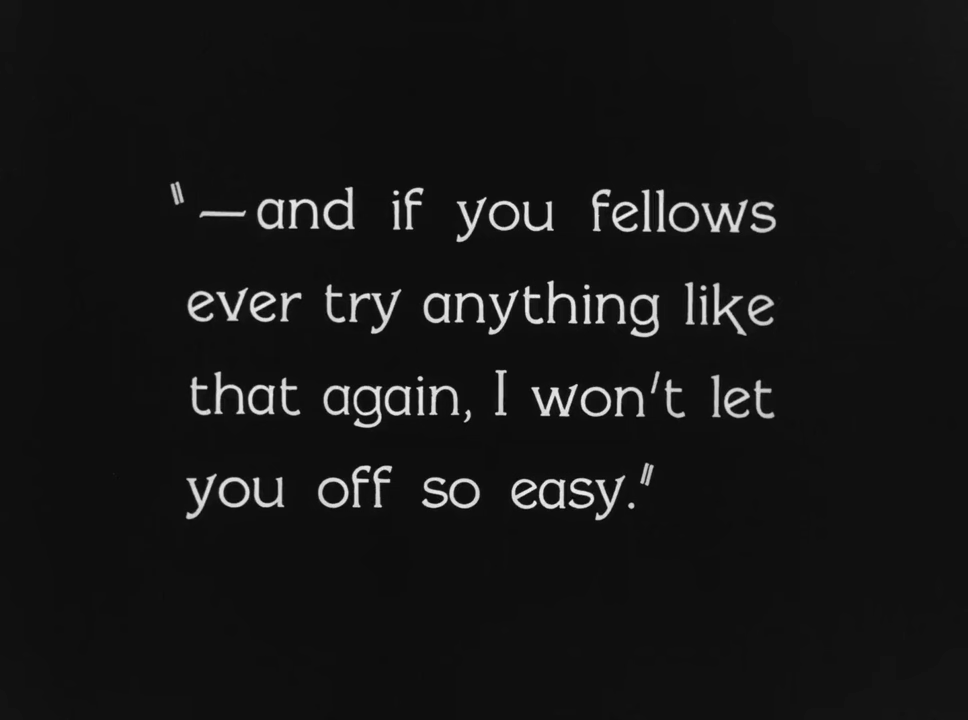 "—and if you fellows
ever try anything like
that again, I won't let
you off so easy."